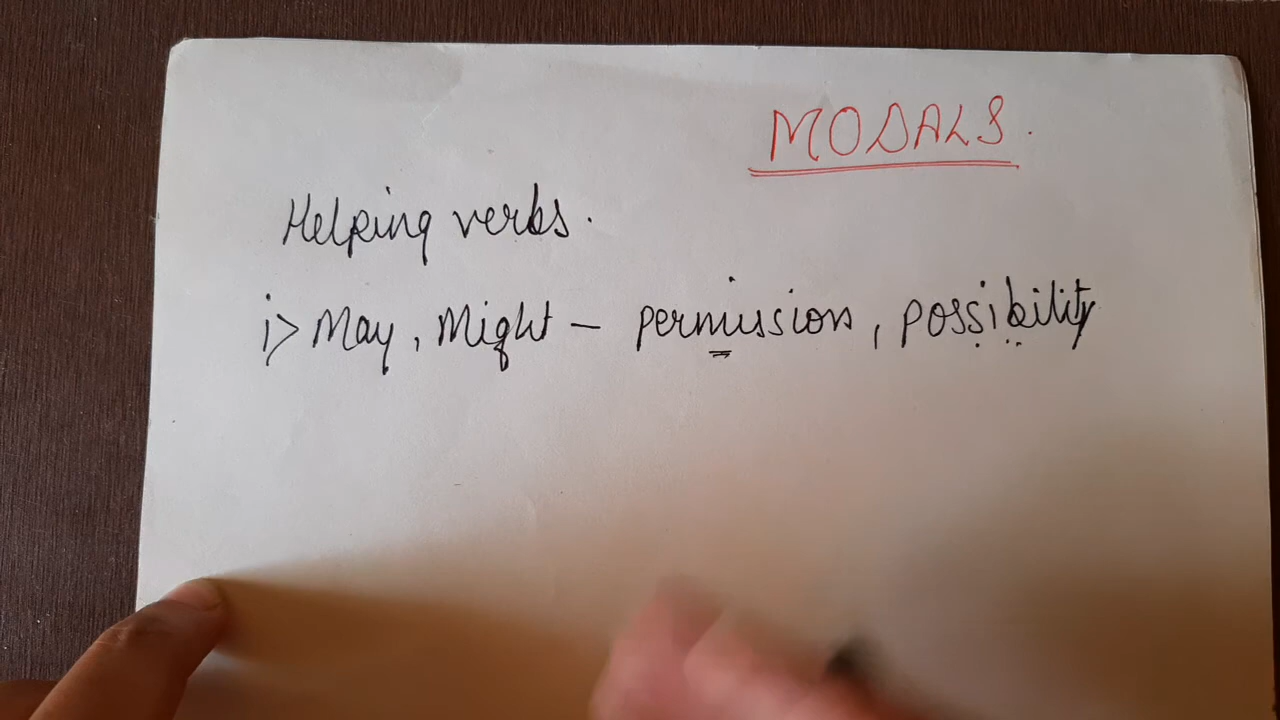 MODALS.
Helping verbs.
i> May, Might - permission, possibility